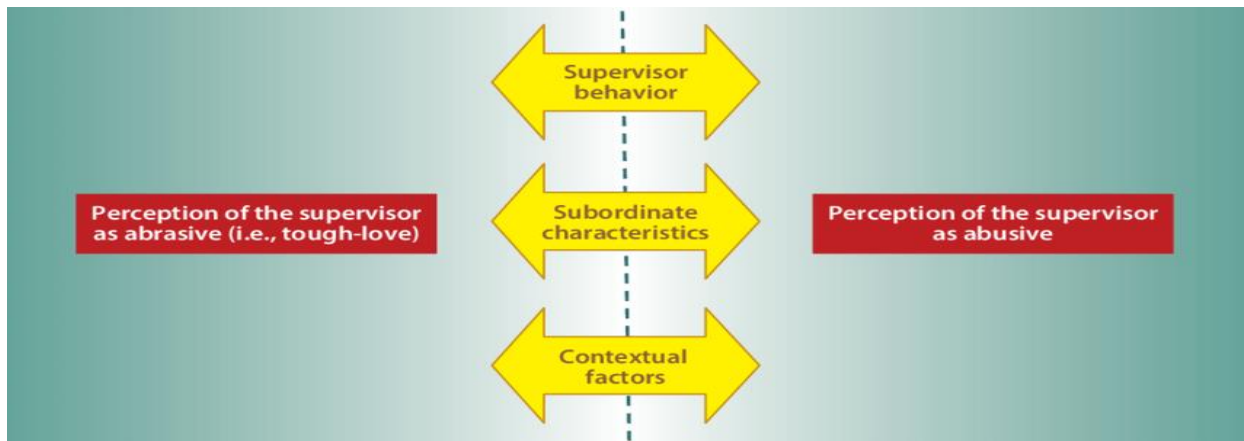 Supervisor
behavior
Perception of the supervisor
as abrasive (i.e., tough-love)
Subordinate
characteristics
Perception of the supervisor
as abusive
Contextual
factors